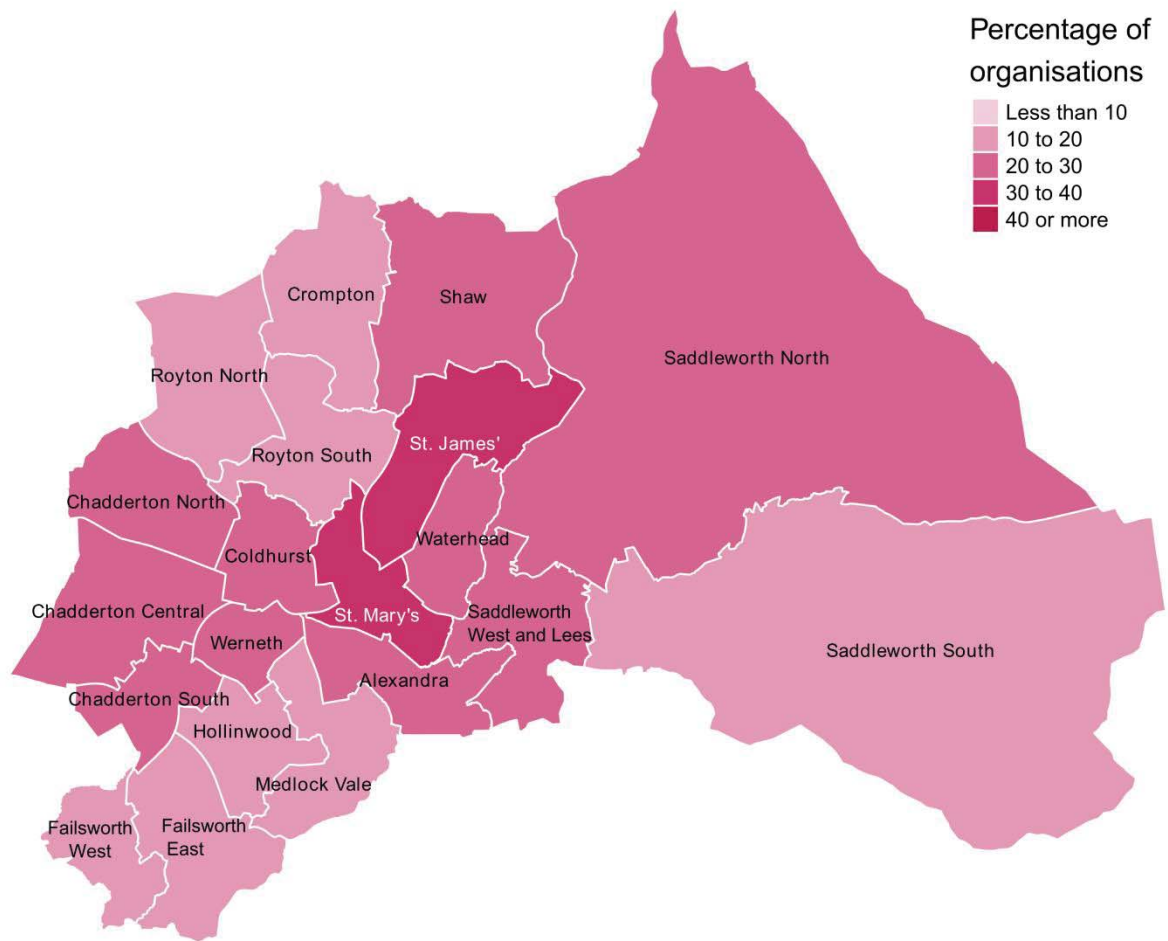 Percentage of
organisations
Less than 10
10 to 20
20 to 30
30 to 40
40 or more
Crompton
Shaw
Saddleworth North
Royton North
St. James'
Royton South
Chadderton North
Waterhead
Coldhurst
Chadderton Central
St. Mary's
Saddleworth
West and Lees
Werneth
Saddleworth South
Alexandra
Chadderton South
Hollinwood
Medlock Vale
Failsworth
West
Failsworth
East